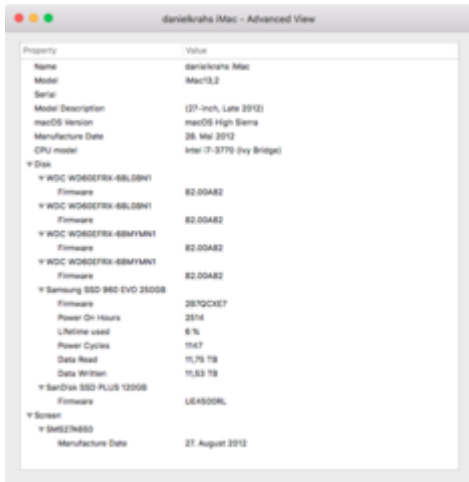 danielkrahs iMac - Advanced View
Property Value
Name danielkrahs iMac
Model iMac13,2
Serial
Model Description (27-inch, Late 2012)
macOS Version macOS High Sierra
Manufacture Date 28. Mai 2012
CPU model Intel i7-3770 (Ivy Bridge)
Disk
WDC WD60EFRX-68L0BN1
Firmware 82.00A82
WDC WD60EFRX-68L0BN1
Firmware 82.00A82
WDC WD60EFRX-68MYMN1
Firmware 82.00A82
WDC WD60EFRX-68MYMN1
Firmware 82.00A82
Samsung SSD 960 EVO 250GB
Firmware 2B7QCXE7
Power On Hours 2514
Lifetime used 6 %
Power Cycles 1147
Data Read 11,75 TB
Data Written 11,53 TB
SanDisk SSD PLUS 120GB
Firmware UE4500RL
Screen
SMS27A850
Manufacture Date 27. August 2012